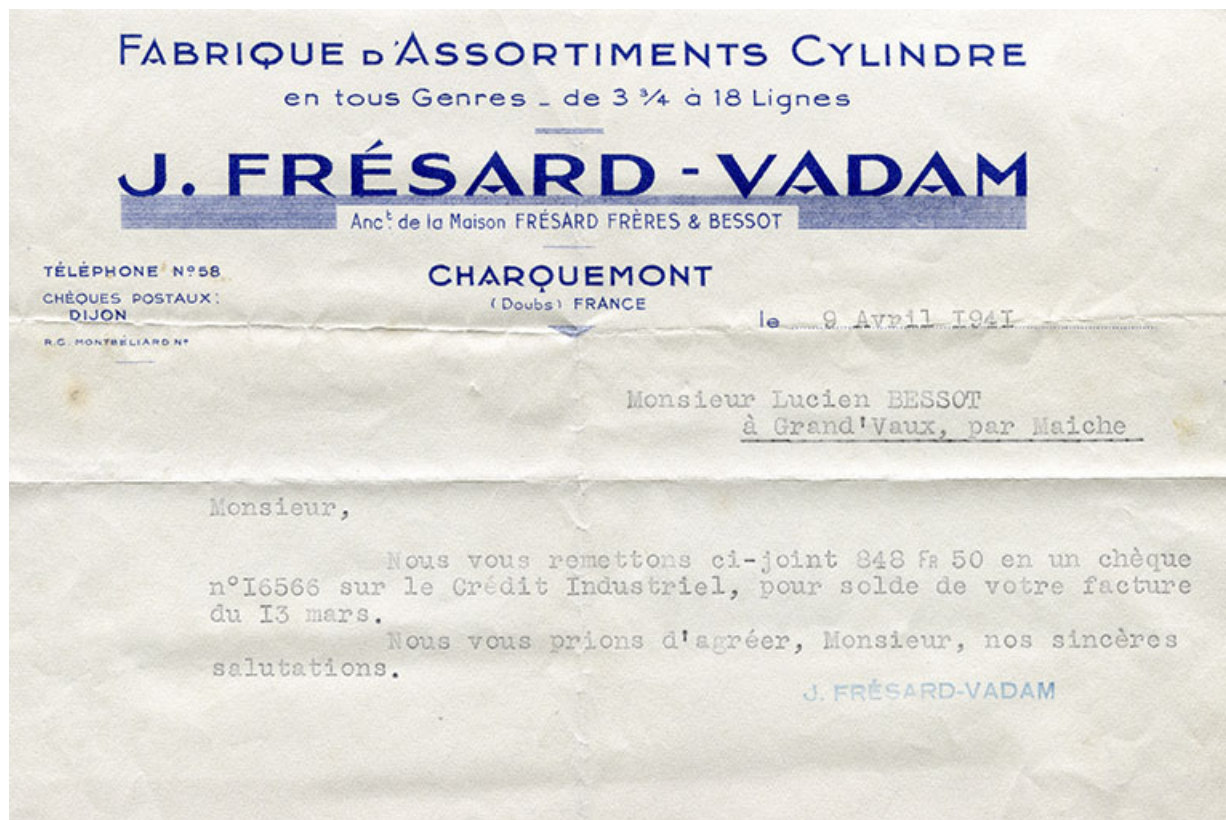 FABRIQUE D'ASSORTIMENTS CYLINDRE
en tous Genres _ de 3 ¾ à 18 Lignes
J. FRÉSARD - VADAM
Anct de la Maison FRÉSARD FRÈRES & BESSOT
TÉLÉPHONE N°58
CHÈQUES POSTAUX:
DIJON
R.C. MONTBÉLIARD N°
CHARQUEMONT
(Doubs) FRANCE
le 9 Avril I94I
Monsieur Lucien BESSOT
à Grand'Vaux, par Maiche
Monsieur,
Nous vous remettons ci-joint 848 FR 50 en un chèque
n°I6566 sur le Crédit Industriel, pour solde de votre facture
du I3 mars.
Nous vous prions d'agréer, Monsieur, nos sincères
salutations.
J. FRÉSARD-VADAM